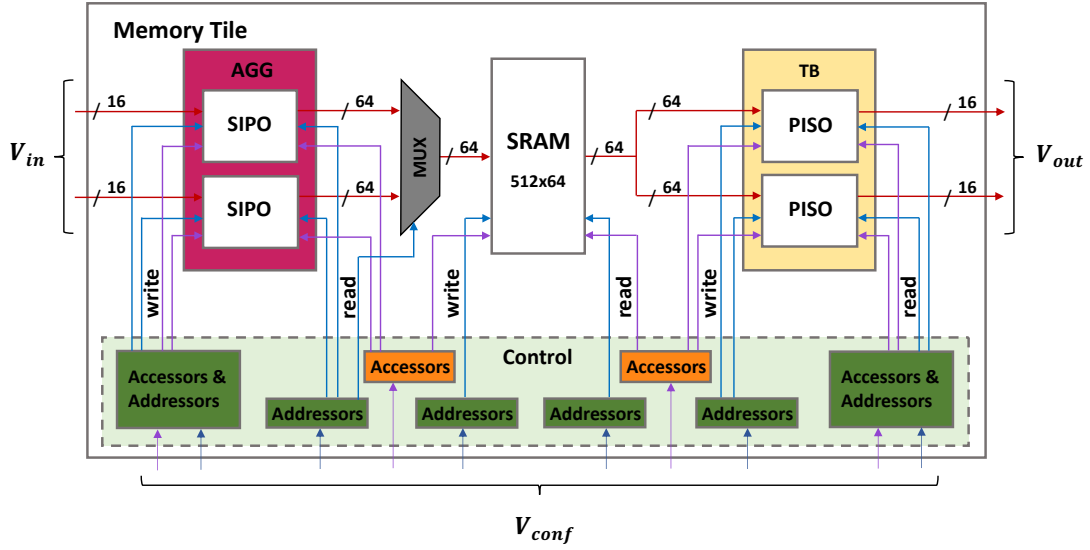 Memory Tile
AGG
TB
16
SIPO
64
MUX
64
SRAM
512x64
64
64
PISO
16
V_in
V_out
16
SIPO
64
64
PISO
16
write
read
write
read
write
read
Control
Accessors &
Addressors
Accessors
Accessors
Accessors &
Addressors
Addressors
Addressors
Addressors
Addressors
V_conf